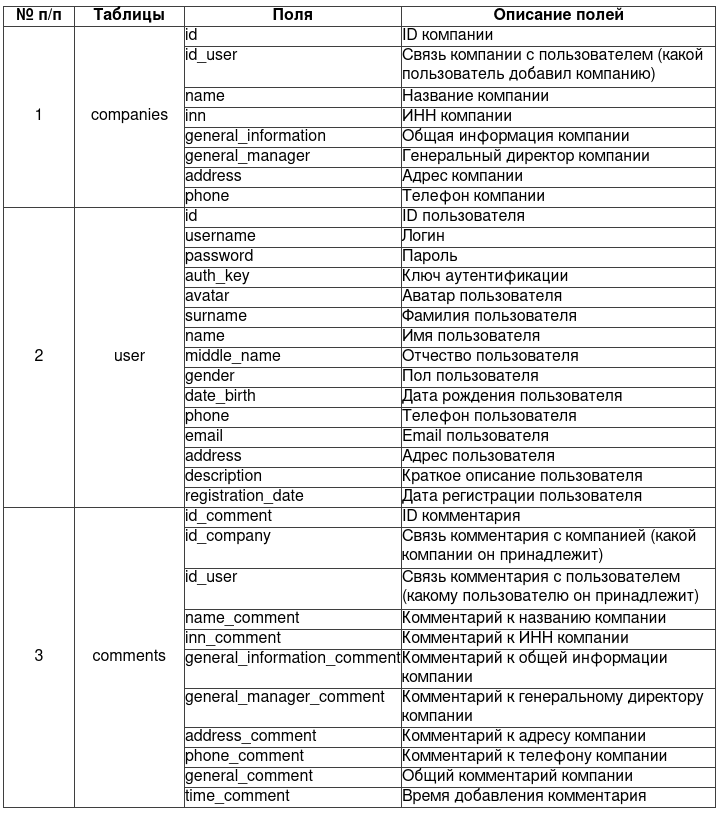 № п/п Таблицы Поля Описание полей
id ID компании
id_user Связь компании с пользователем (какой
пользователь добавил компанию)
name Название компании
1 companies inn ИНН компании
general_information Общая информация компании
general_manager Генеральный директор компании
address Адрес компании
phone Телефон компании
id ID пользователя
username Логин
password Пароль
auth_key Ключ аутентификации
avatar Аватар пользователя
surname Фамилия пользователя
name Имя пользователя
2 user middle_name Отчество пользователя
gender Пол пользователя
date_birth Дата рождения пользователя
phone Телефон пользователя
email Email пользователя
address Адрес пользователя
description Краткое описание пользователя
registration_date Дата регистрации пользователя
id_comment ID комментария
id_company Связь комментария с компанией (какой
компании он принадлежит)
id_user Связь комментария с пользователем
(какому пользователю он принадлежит)
name_comment Комментарий к названию компании
inn_comment Комментарий к ИНН компании
3 comments general_information_comment Комментарий к общей информации
компании
general_manager_comment Комментарий к генеральному директору
компании
address_comment Комментарий к адресу компании
phone_comment Комментарий к телефону компании
general_comment Общий комментарий компании
time_comment Время добавления комментария